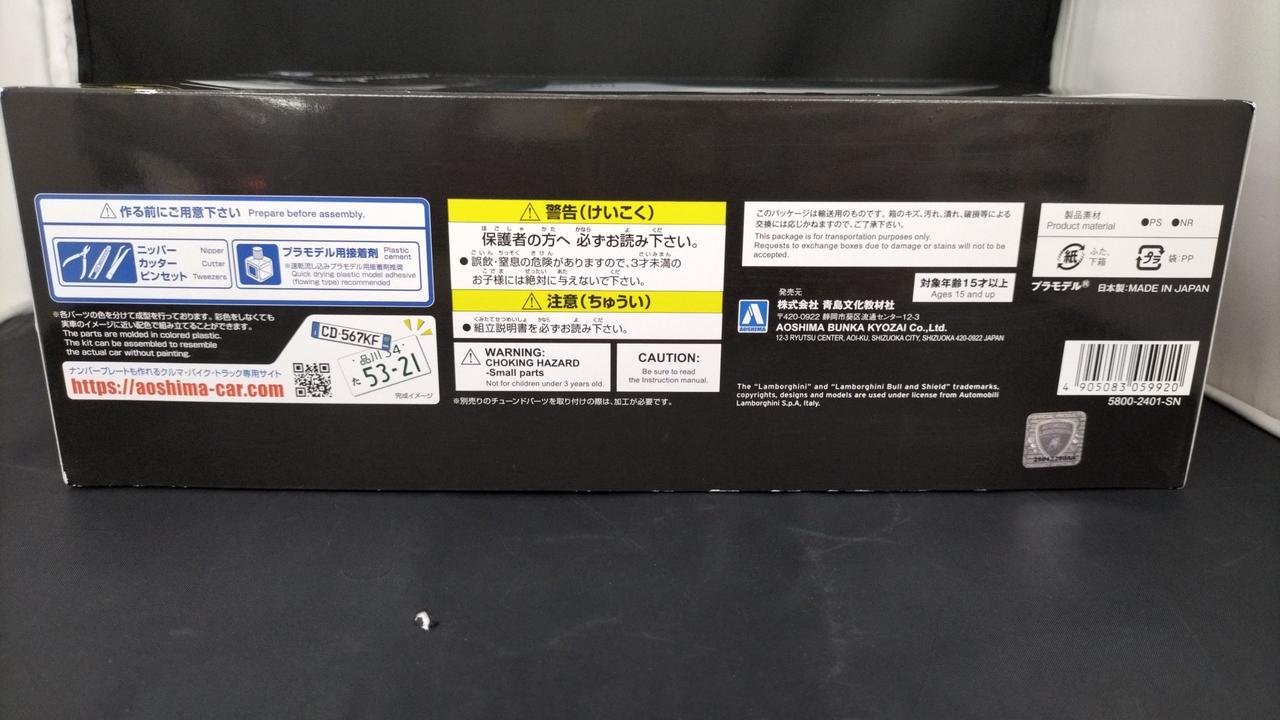 作る前にご用意下さい Prepare before assembly.
ニッパー Nipper
カッター Cutter
ピンセット Tweezers
プラモデル用接着剤 Plastic cement
※速乾流し込みプラモデル用接着剤推奨
Quick drying plastic model adhesive
(flowing type) recommended
※各パーツの色を分けて成型を行っております。彩色をしなくても
実車のイメージに近い配色で組み立てることができます。
The parts are molded in colored plastic.
The kit can be assembled to resemble
the actual car without painting.
CD-567KF
品川 34
た 53-21
ナンバープレートも作れるクルマ・バイク・トラック専用サイト
https://aoshima-car.com
完成イメージ
警告(けいこく)
保護者の方へ 必ずお読み下さい。
●誤飲・窒息の危険がありますので、3才未満の
お子様には絶対に与えないで下さい。
注意(ちゅうい)
●組立説明書を必ずお読み下さい。
WARNING:
CHOKING HAZARD
-Small parts
Not for children under 3 years old.
CAUTION:
Be sure to read
the Instruction manual.
※別売りのチューンドパーツを取り付けの際は、加工が必要です。
このパッケージは輸送用のものです。箱のキズ、汚れ、潰れ、破損等による
交換には応じかねますので、ご了承下さい。
This package is for transportation purposes only.
Requests to exchange boxes due to damage or stains will not to be
accepted.
対象年齢15才以上
Ages 15 and up
発売元
株式会社 青島文化教材社
〒420-0922 静岡市葵区流通センター12-3
AOSHIMA BUNKA KYOZAI Co.,Ltd.
12-3 RYUTSU CENTER, AOI-KU, SHIZUOKA CITY, SHIZUOKA 420-0922 JAPAN
AOSHIMA
The "Lamborghini" and "Lamborghini Bull and Shield" trademarks,
copyrights, designs and models are used under license from Automobili
Lamborghini S.p.A, Italy.
製品素材
Product material
●PS ●NR
紙 ふた、下箱
プラ 袋:PP
プラモデル® 日本製:MADE IN JAPAN
4 905083 059920
5800-2401-SN